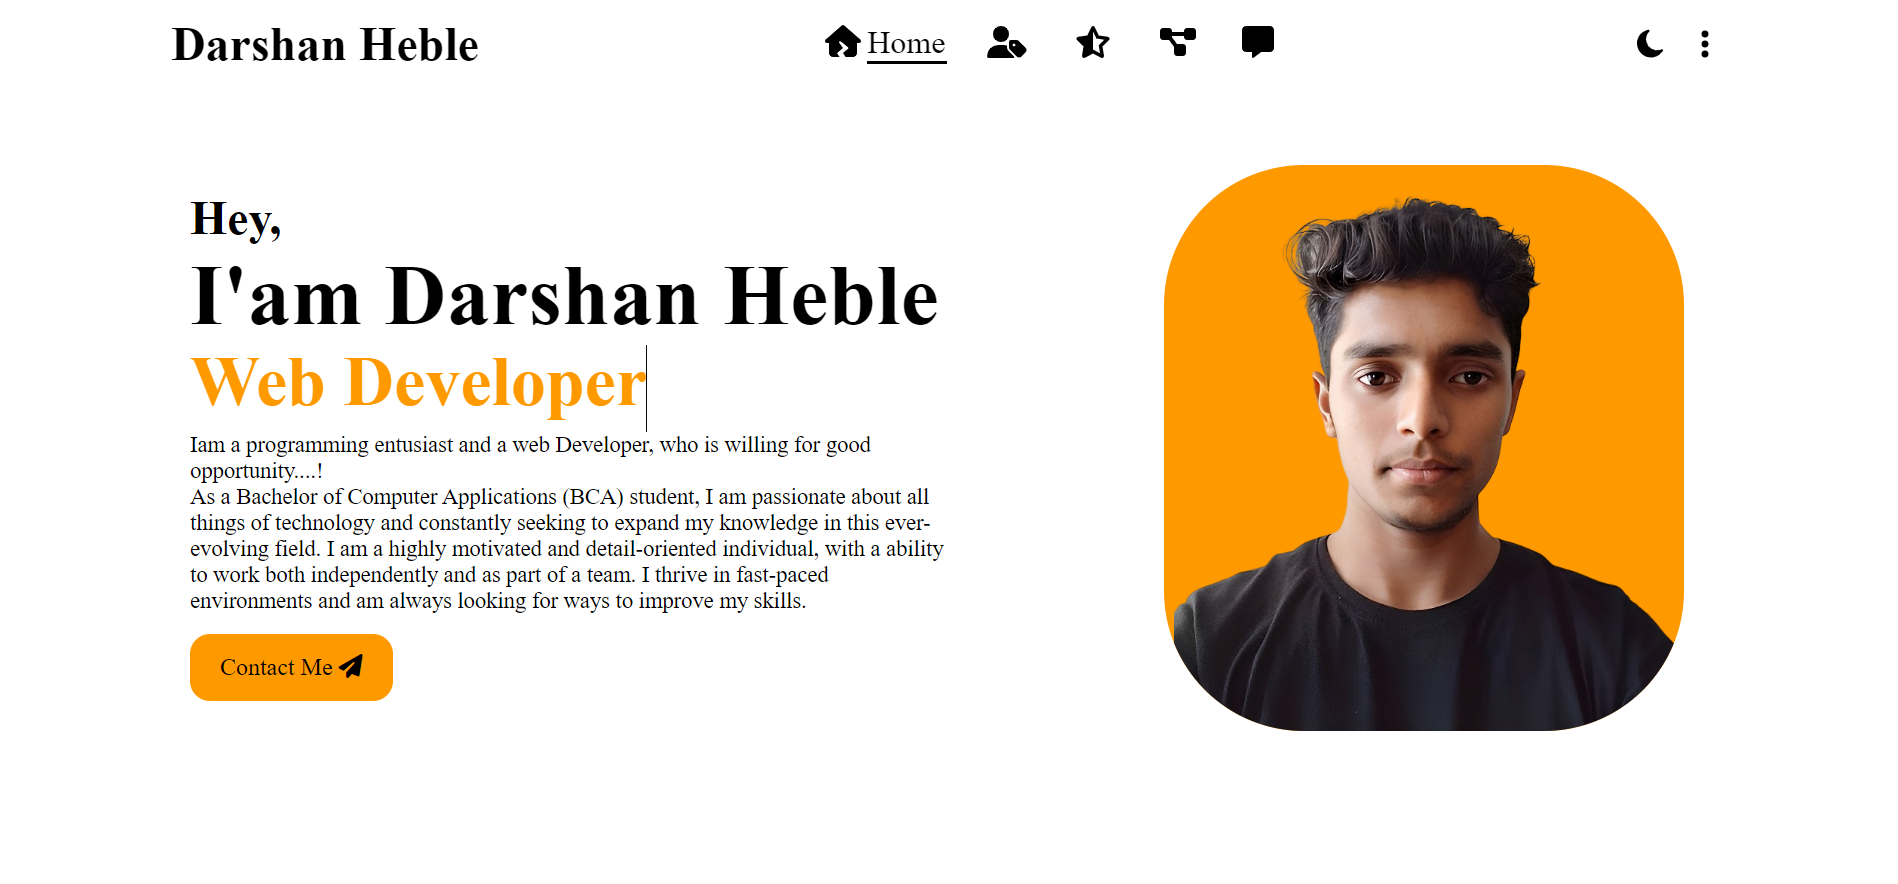 Darshan Heble
Home
Hey,
I'am Darshan Heble
Web Developer
Iam a programming entusiast and a web Developer, who is willing for good
opportunity....!
As a Bachelor of Computer Applications (BCA) student, I am passionate about all
things of technology and constantly seeking to expand my knowledge in this ever-
evolving field. I am a highly motivated and detail-oriented individual, with a ability
to work both independently and as part of a team. I thrive in fast-paced
environments and am always looking for ways to improve my skills.
Contact Me